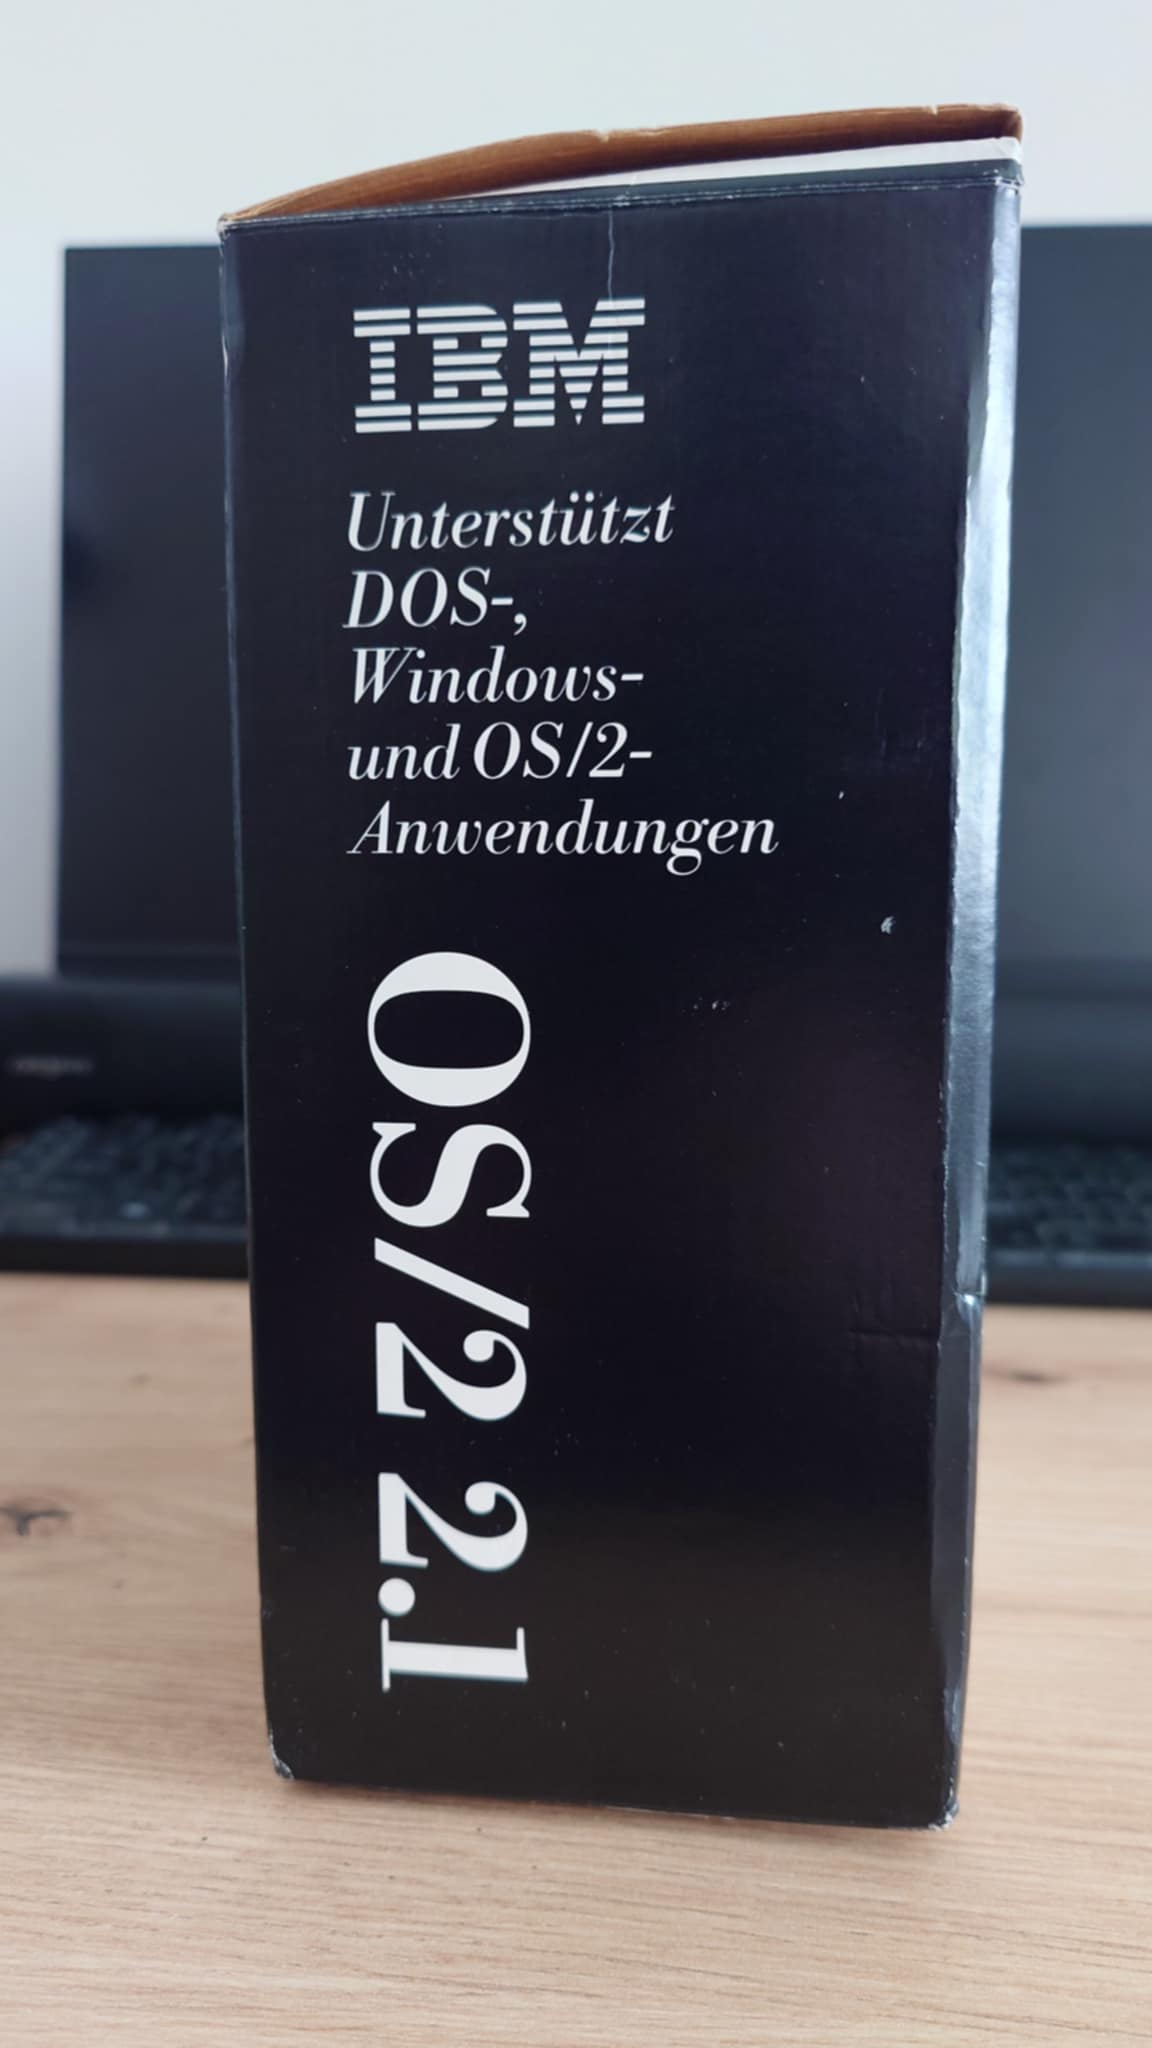 IBM
Unterstützt
DOS-,
Windows-
und OS/2-
Anwendungen
OS/2 2.1